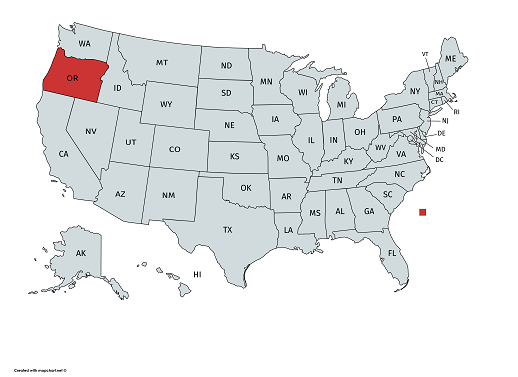 WA
OR
CA
NV
ID
MT
WY
UT
CO
AZ
NM
ND
SD
NE
KS
OK
TX
MN
IA
MO
AR
LA
WI
IL
MI
IN
OH
KY
TN
MS
AL
GA
FL
SC
NC
VA
WV
PA
NY
VT
NH
ME
MA
CT
RI
NJ
DE
MD
DC
AK
HI
Created with mapchart.net ©